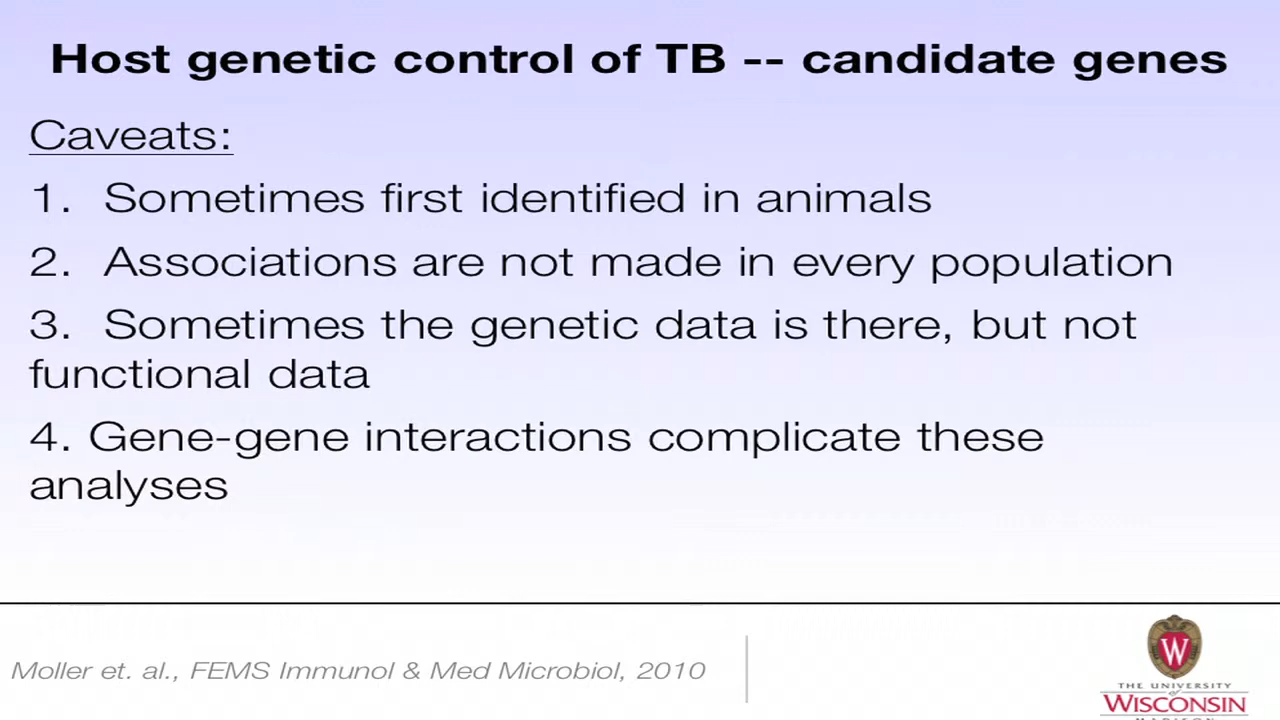 Host genetic control of TB -- candidate genes
Caveats:
1. Sometimes first identified in animals
2. Associations are not made in every population
3. Sometimes the genetic data is there, but not
functional data
4. Gene-gene interactions complicate these
analyses
Moller et. al., FEMS Immunol & Med Microbiol, 2010
W
THE UNIVERSITY
of
WISCONSIN
MADISON